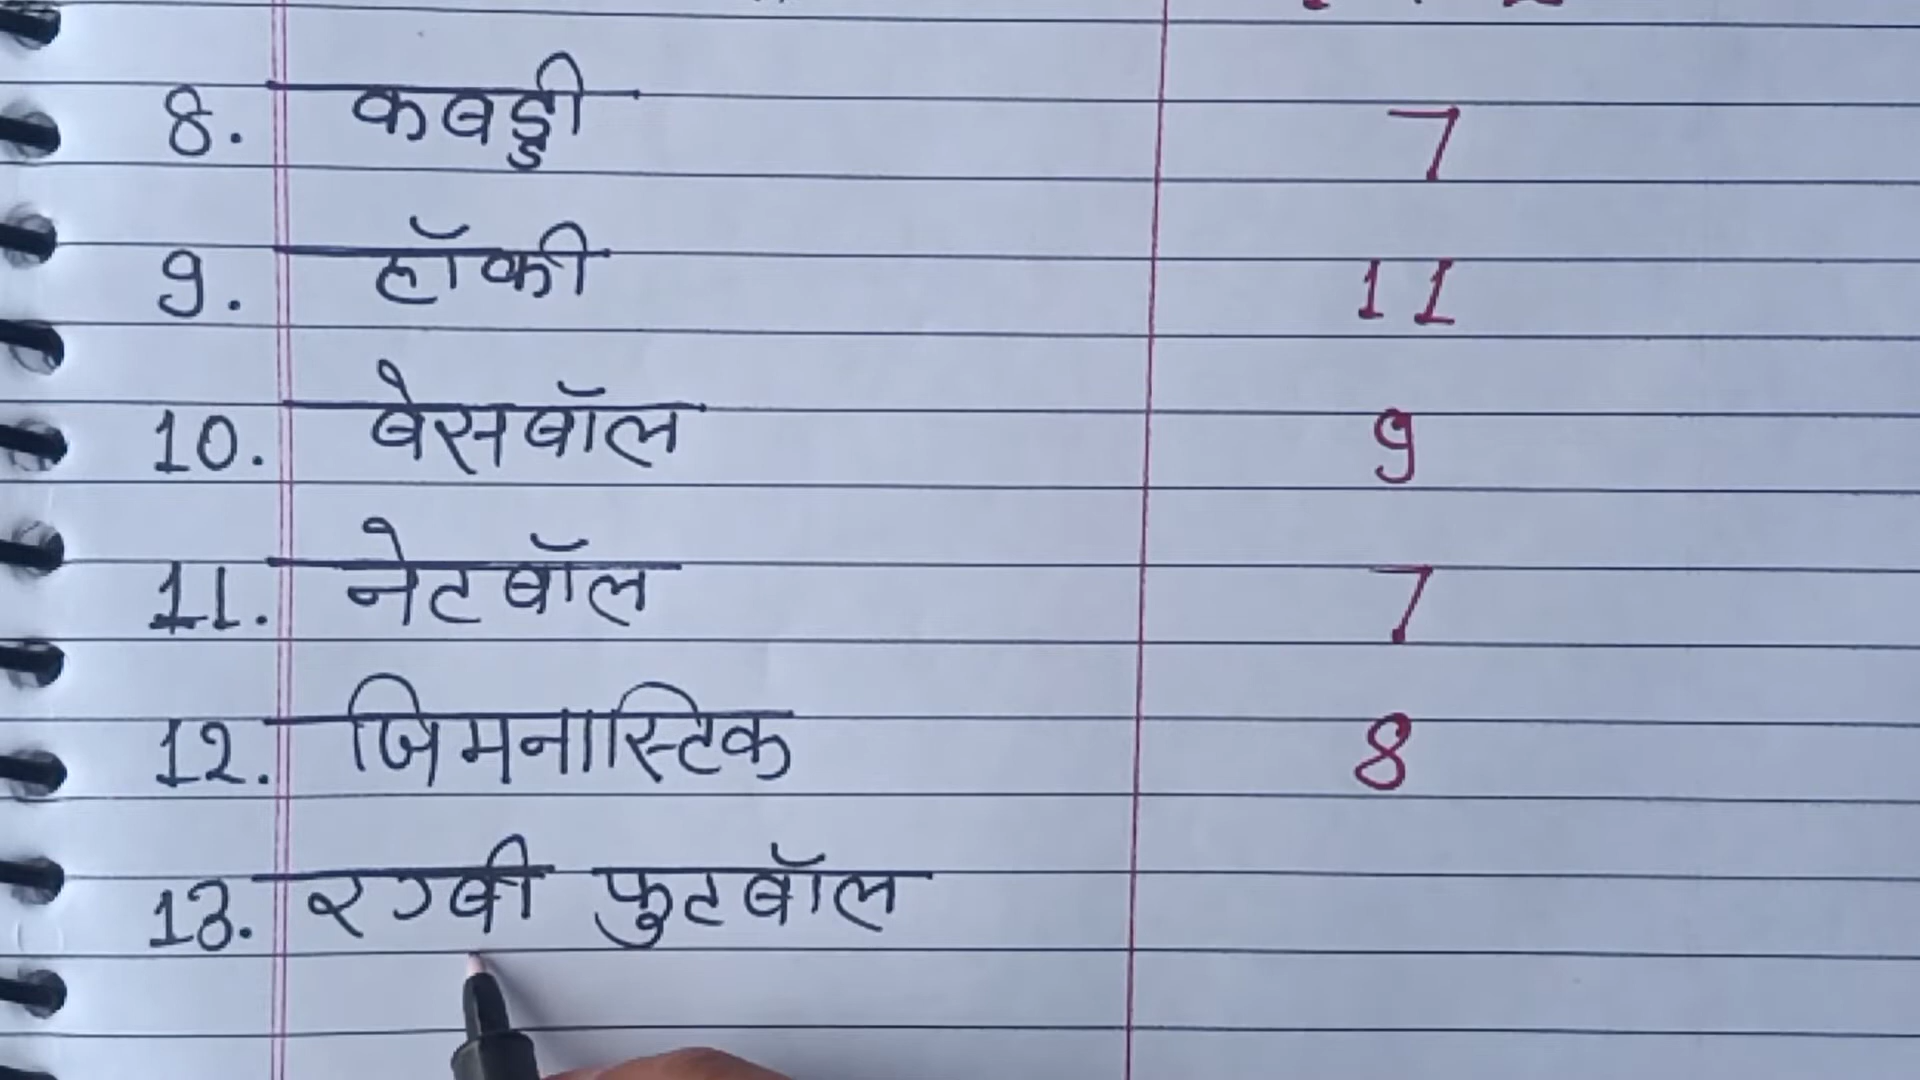 8. कबड्डी 7
9. हॉकी 11
10. बेसबॉल 9
11. नेटबॉल 7
12. जिमनास्टिक 8
13. रग्बी फुटबॉल